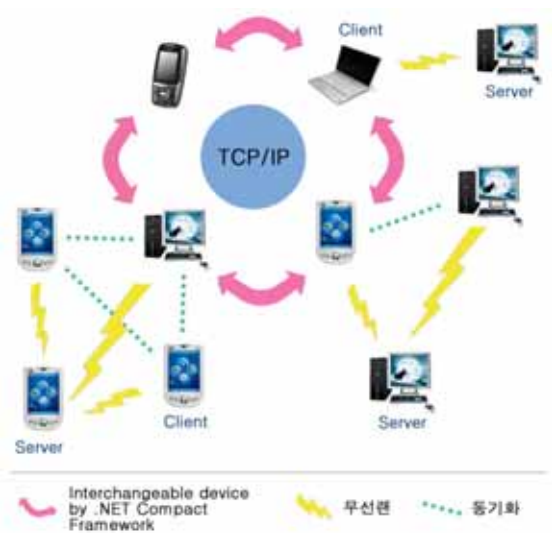 Client
Server
TCP/IP
Client
Server
Server
Interchangeable device
by .NET Compact
Framework
무선랜
동기화